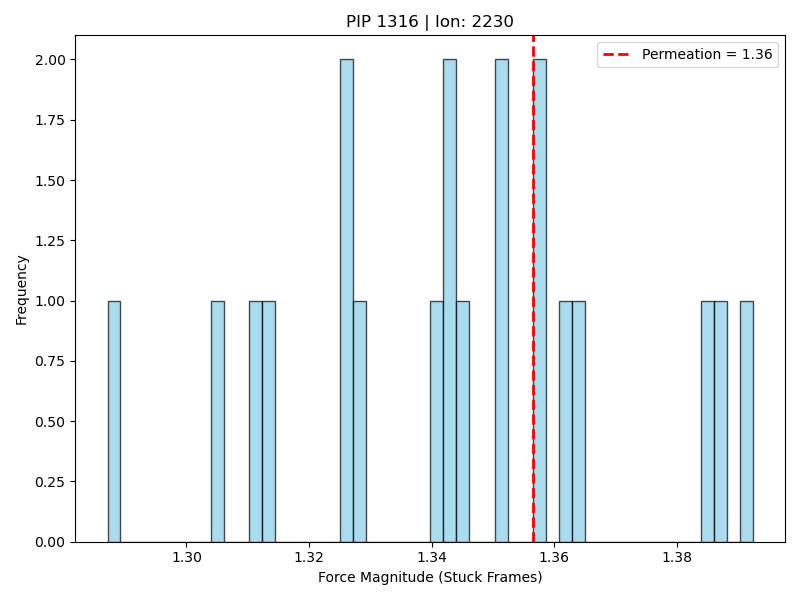 PIP 1316 | Ion: 2230
Permeation = 1.36
2.00
1.75
1.50
1.25
1.00
0.75
0.50
0.25
0.00
Frequency
1.30 1.32 1.34 1.36 1.38
Force Magnitude (Stuck Frames)